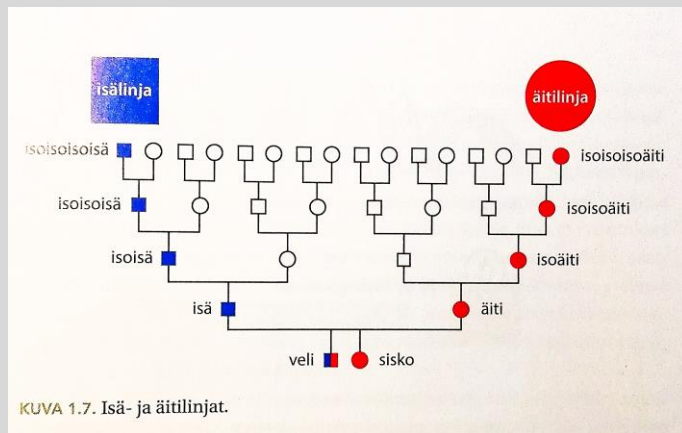 isälinja
äitilinja
isoisoisoisä
isoisoisoäiti
isoisoisä
isoisoäiti
isoisä
isoäiti
isä
äiti
veli
sisko
KUVA 1.7. Isä- ja äitilinjat.